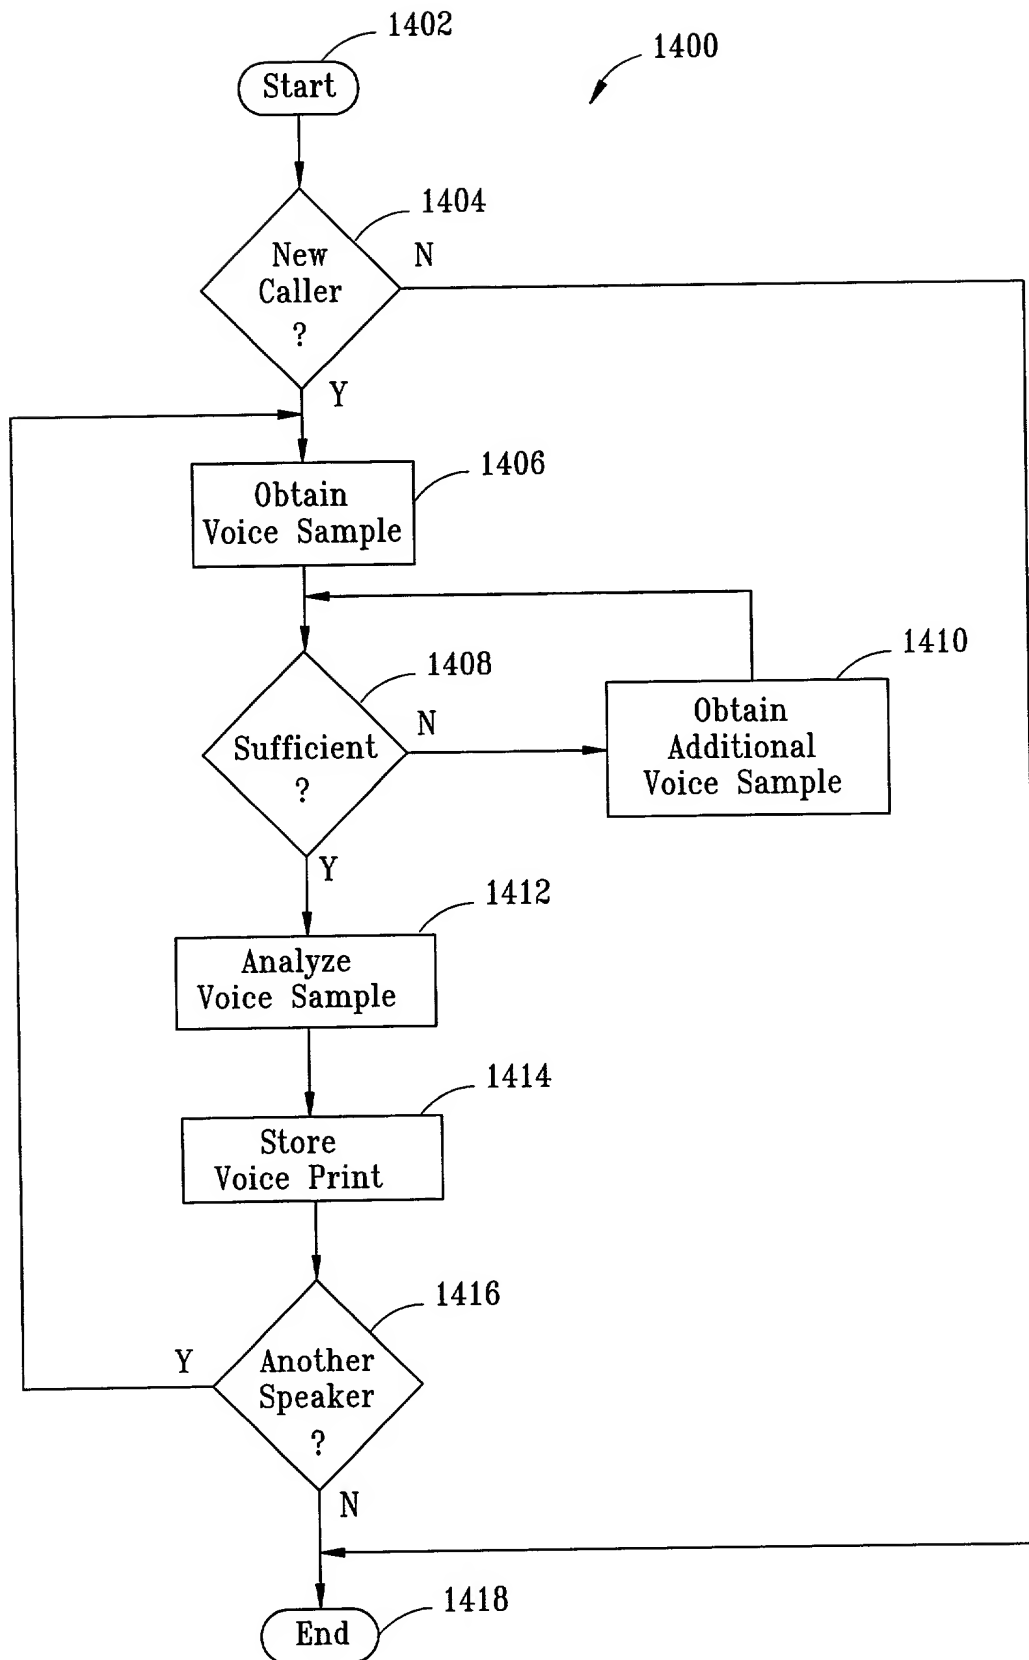 1402
1400
Start
1404
New
Caller
?
N
Y
1406
Obtain
Voice Sample
1408
Sufficient
?
N
1410
Obtain
Additional
Voice Sample
Y
1412
Analyze
Voice Sample
1414
Store
Voice Print
1416
Another
Speaker
?
Y
N
1418
End